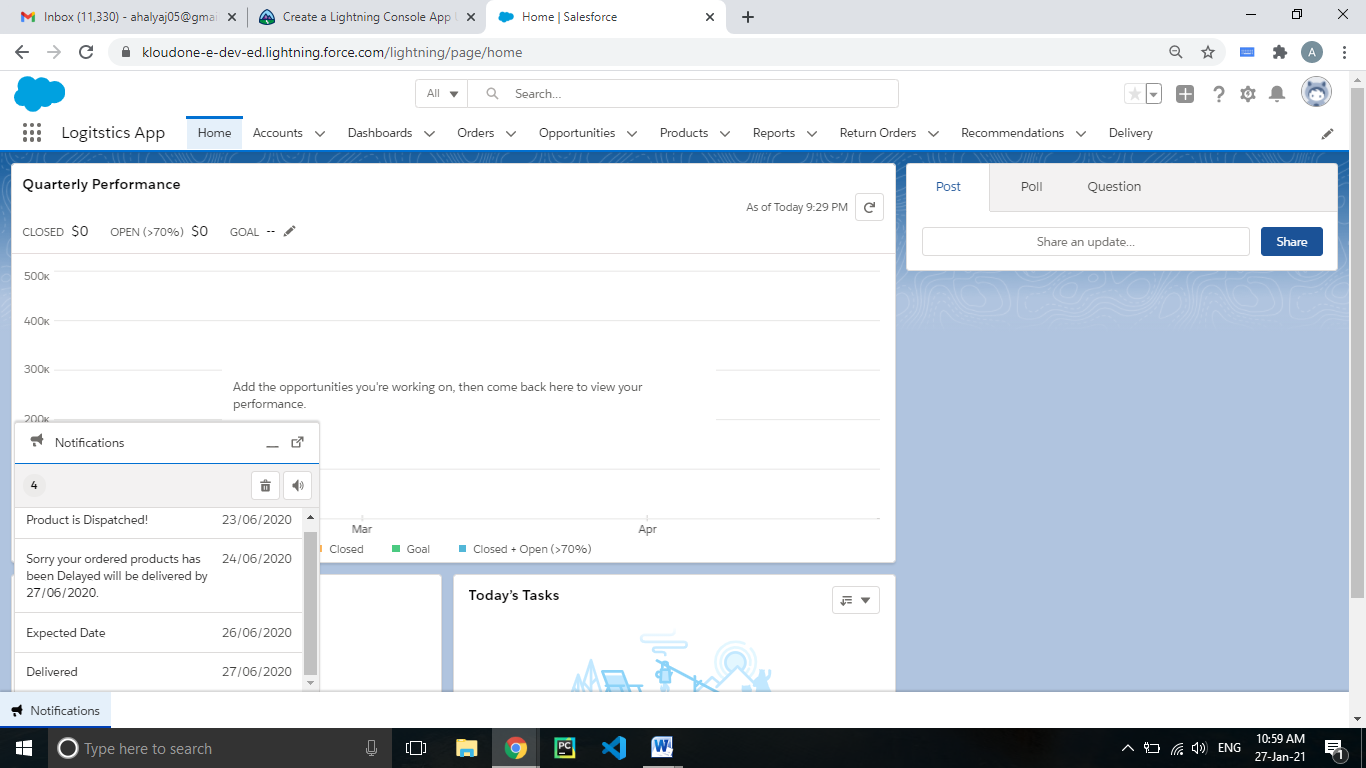 Inbox (11,330) - ahalyaj05@gmai
Create a Lightning Console App
Home | Salesforce
kloudone-e-dev-ed.lightning.force.com/lightning/page/home
A
All
Search...
Logitstics App
Home
Accounts
Dashboards
Orders
Opportunities
Products
Reports
Return Orders
Recommendations
Delivery
Quarterly Performance
As of Today 9:29 PM
CLOSED $0 OPEN (>70%) $0 GOAL --
500K
400K
300K
200K
Add the opportunities you're working on, then come back here to view your
performance.
Mar
Apr
Closed
Goal
Closed + Open (>70%)
Post
Poll
Question
Share an update...
Share
Notifications
4
Product is Dispatched! 23/06/2020
Sorry your ordered products has 24/06/2020
been Delayed will be delivered by
27/06/2020.
Expected Date 26/06/2020
Delivered 27/06/2020
Today's Tasks
Notifications
Type here to search
PC
W
ENG
10:59 AM
27-Jan-21
1